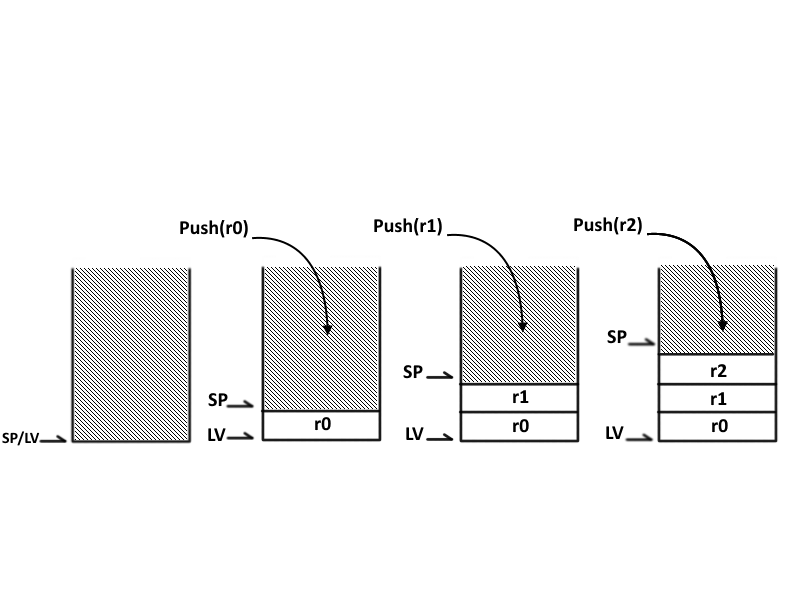 Push(r0)
Push(r1)
Push(r2)
SP/LV
SP
LV
r0
SP
LV
r1
r0
SP
LV
r2
r1
r0